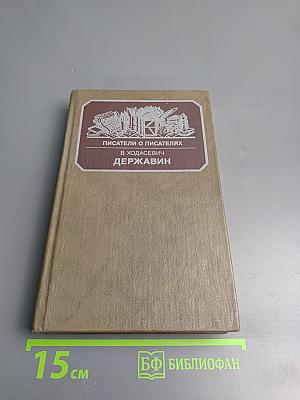 ПИСАТЕЛИ О ПИСАТЕЛЯХ
В. ХОДАСЕВИЧ
ДЕРЖАВИН
15 см
БФ БИБЛИОФАН